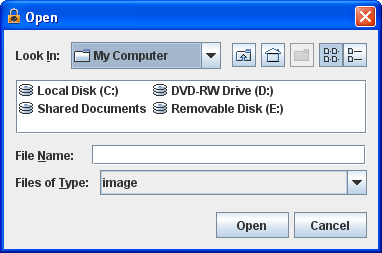 Open
Look In: My Computer
Local Disk (C:) DVD-RW Drive (D:)
Shared Documents Removable Disk (E:)
File Name:
Files of Type: image
Open Cancel